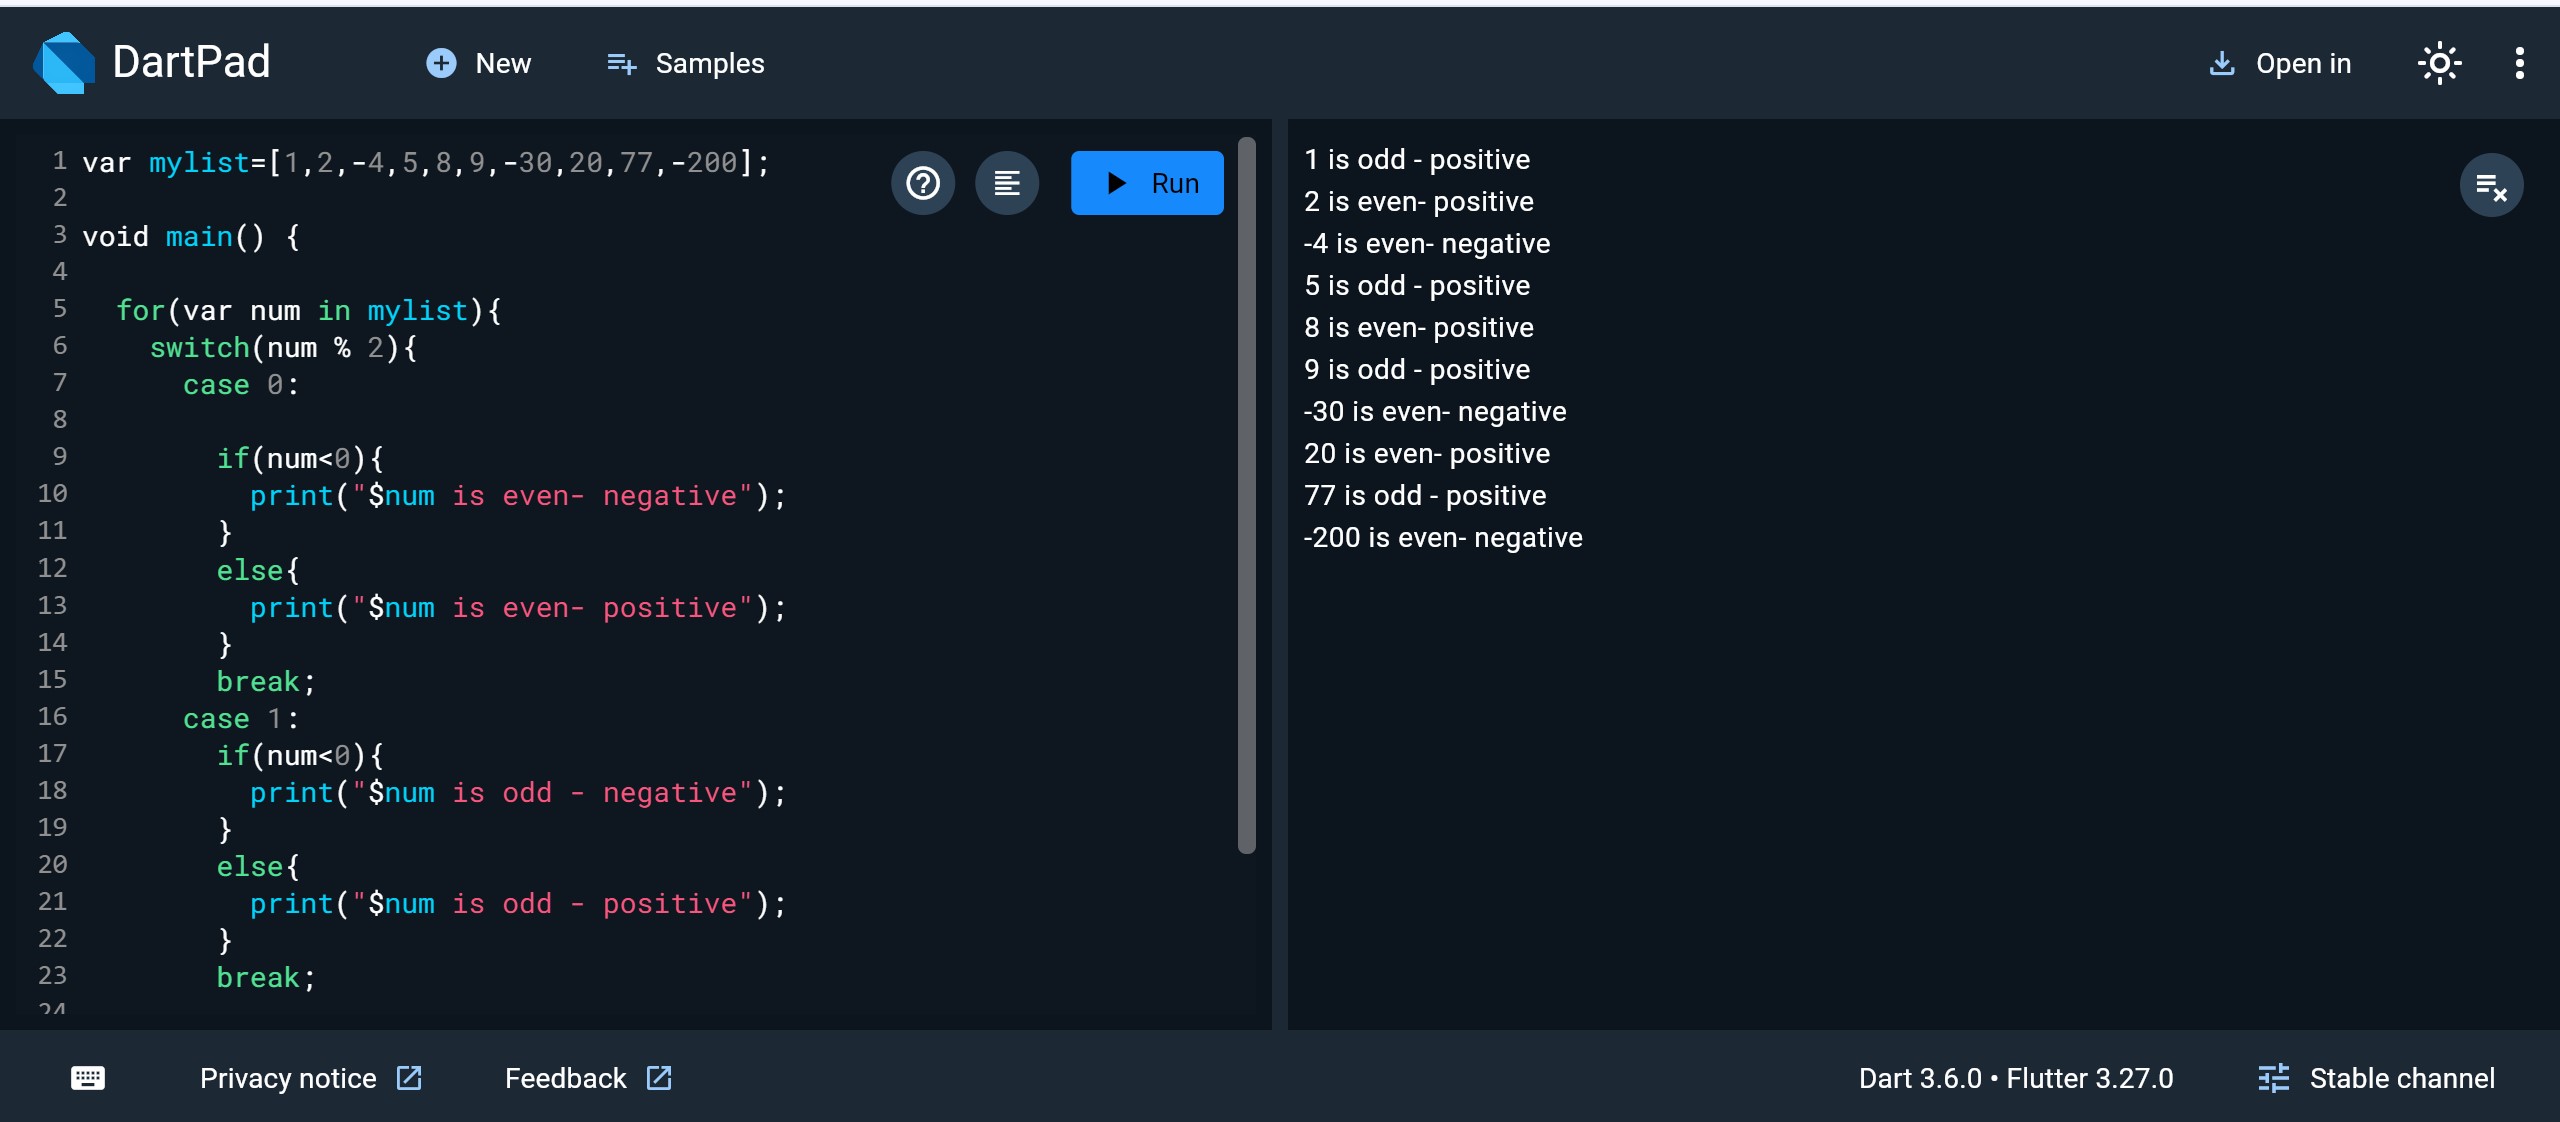 DartPad New Samples Open in
1 var mylist=[1,2,-4,5,8,9,-30,20,77,-200];
2
3 void main() {
4
5   for(var num in mylist){
6     switch(num % 2){
7       case 0:
8
9         if(num<0){
10           print("$num is even- negative");
11         }
12         else{
13           print("$num is even- positive");
14         }
15         break;
16       case 1:
17         if(num<0){
18           print("$num is odd - negative");
19         }
20         else{
21           print("$num is odd - positive");
22         }
23         break;
24
Run
1 is odd - positive
2 is even- positive
-4 is even- negative
5 is odd - positive
8 is even- positive
9 is odd - positive
-30 is even- negative
20 is even- positive
77 is odd - positive
-200 is even- negative
Privacy notice Feedback Dart 3.6.0 • Flutter 3.27.0 Stable channel